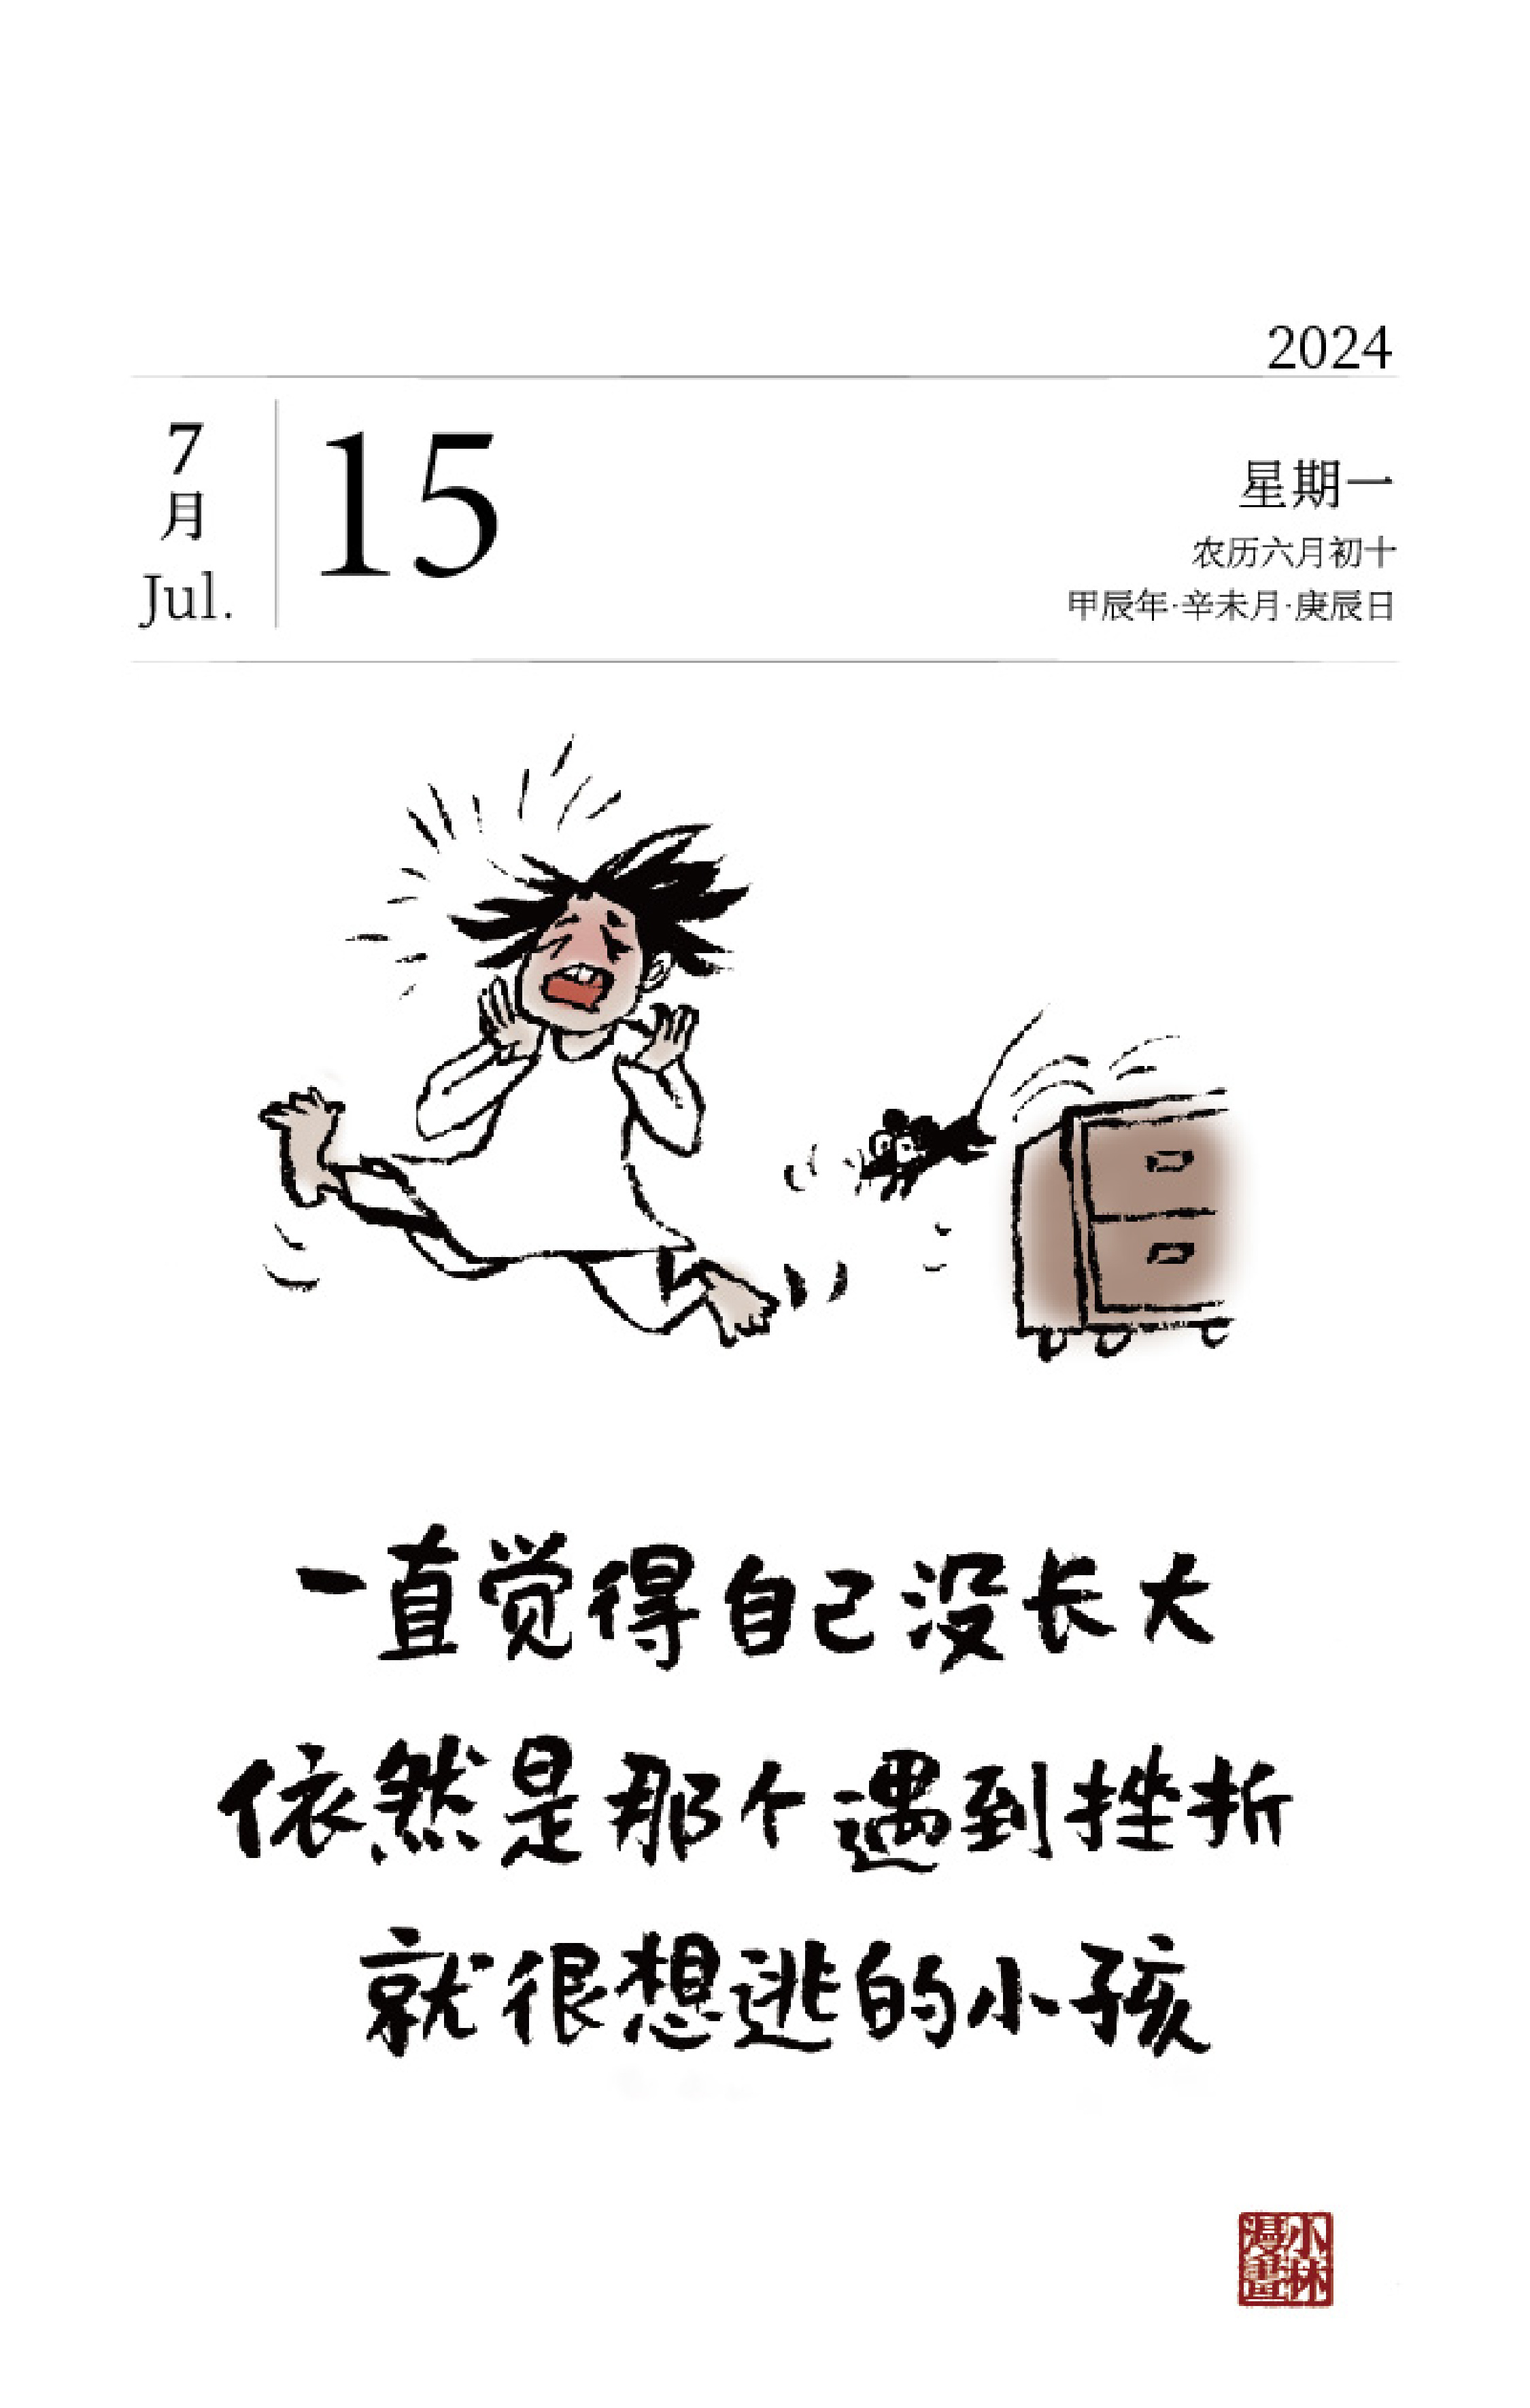 2024
7
月
Jul.
15
星期一
农历六月初十
甲辰年·辛未月·庚辰日
一直觉得自己没长大
依然是那个遇到挫折
就很想逃的小孩
小林
漫畫